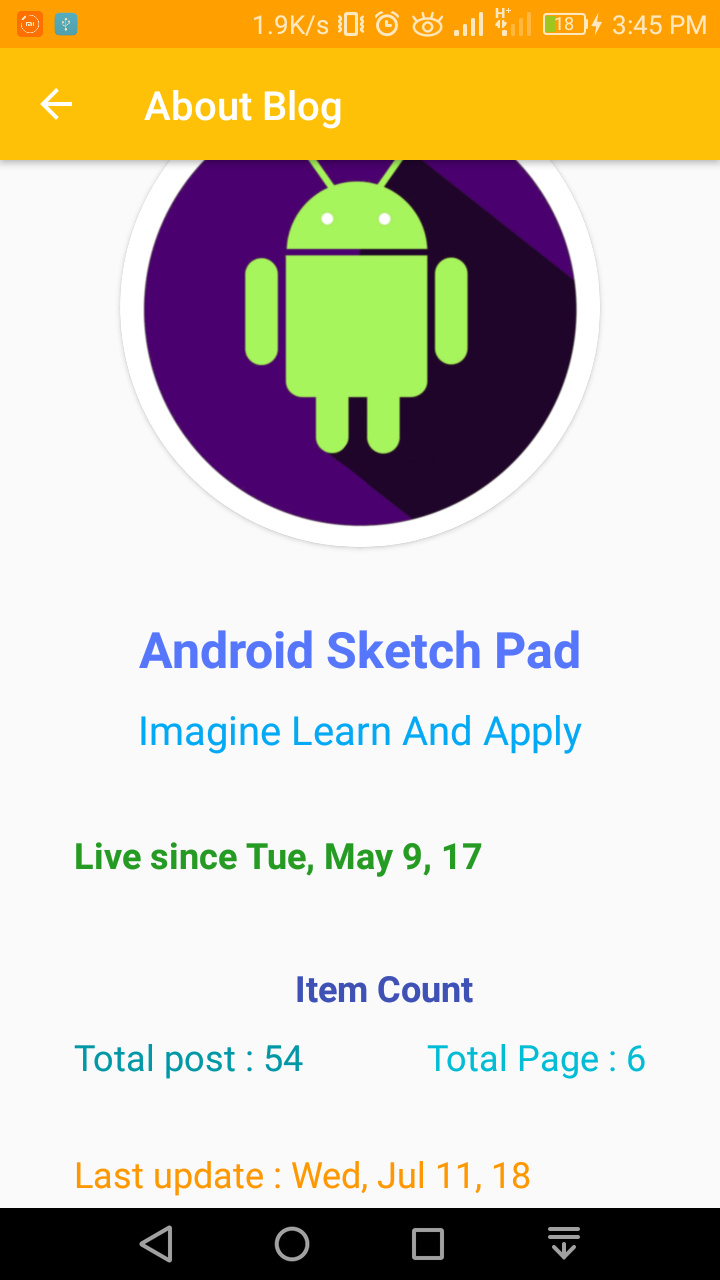 1.9K/s H+ 18 3:45 PM
About Blog
Android Sketch Pad
Imagine Learn And Apply
Live since Tue, May 9, 17
Item Count
Total post : 54 Total Page : 6
Last update : Wed, Jul 11, 18